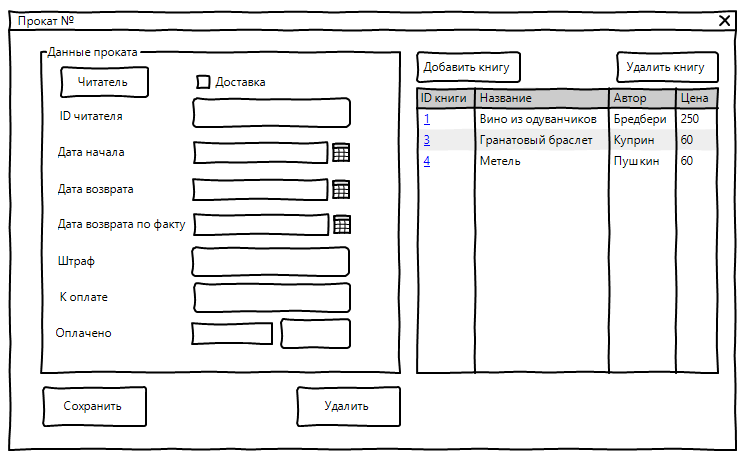 Прокат №
Данные проката
Читатель
Доставка
ID читателя
Дата начала
Дата возврата
Дата возврата по факту
Штраф
К оплате
Оплачено
Сохранить
Удалить
Добавить книгу
Удалить книгу
ID книги Название Автор Цена
1 Вино из одуванчиков Бредбери 250
3 Гранатовый браслет Куприн 60
4 Метель Пушкин 60